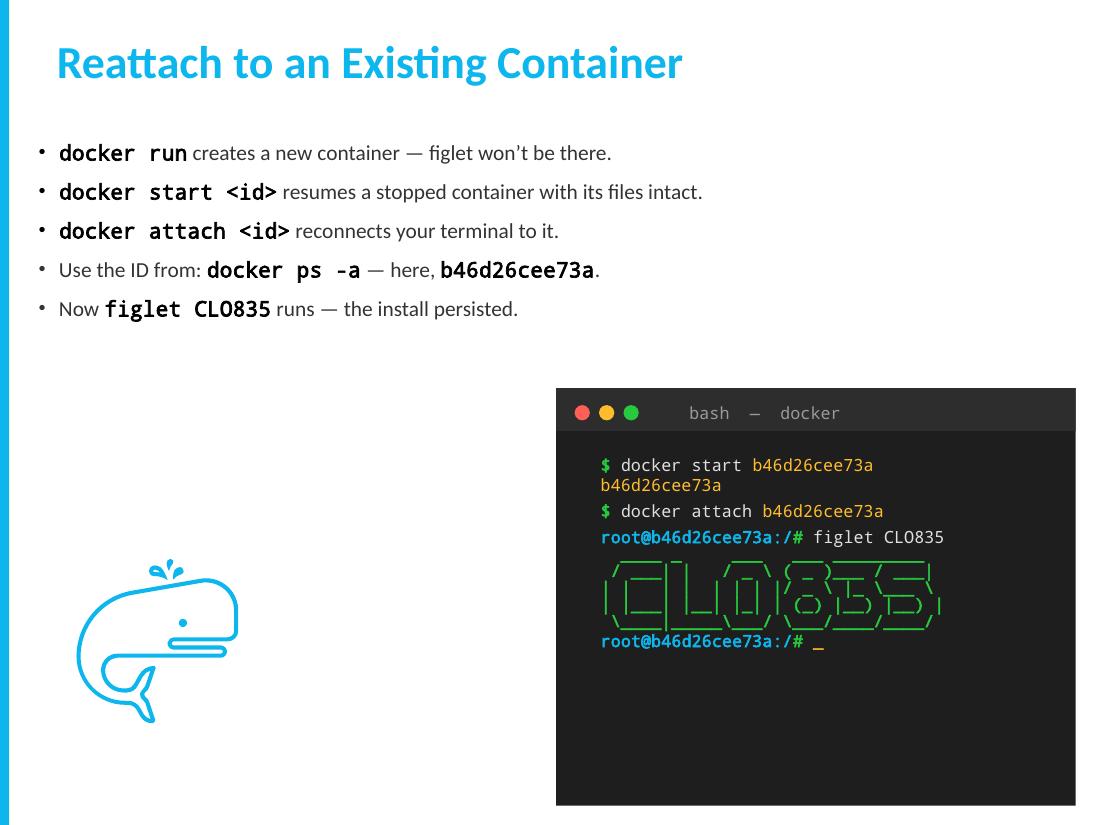 Reattach to an Existing Container
• docker run creates a new container — figlet won’t be there.
• docker start <id> resumes a stopped container with its files intact.
• docker attach <id> reconnects your terminal to it.
• Use the ID from: docker ps -a — here, b46d26cee73a.
• Now figlet CLO835 runs — the install persisted.
bash — docker
$ docker start b46d26cee73a
b46d26cee73a
$ docker attach b46d26cee73a
root@b46d26cee73a:/# figlet CLO835
CLO835
root@b46d26cee73a:/# _